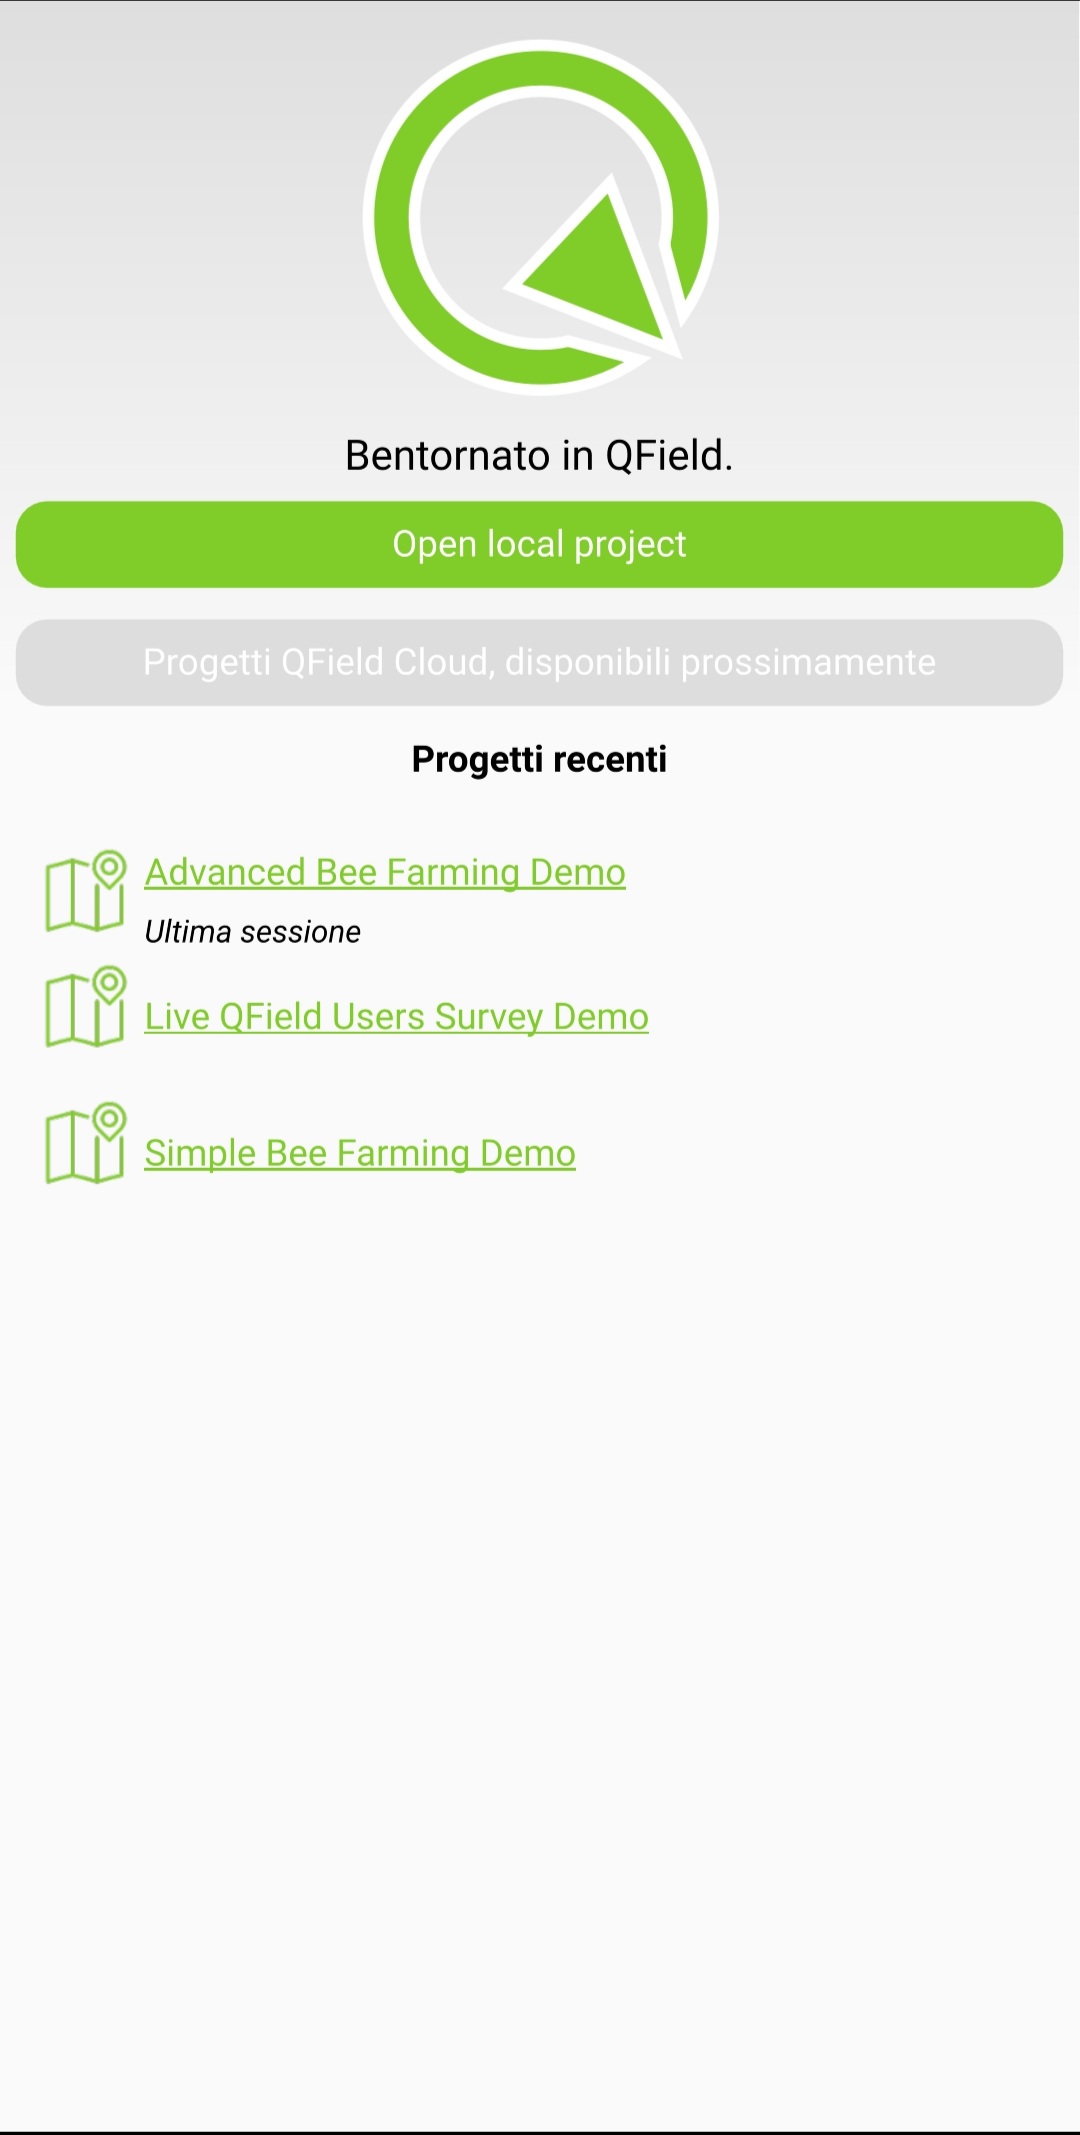 Bentornato in QField.
Open local project
Progetti QField Cloud, disponibili prossimamente
Progetti recenti
Advanced Bee Farming Demo
Ultima sessione
Live QField Users Survey Demo
Simple Bee Farming Demo